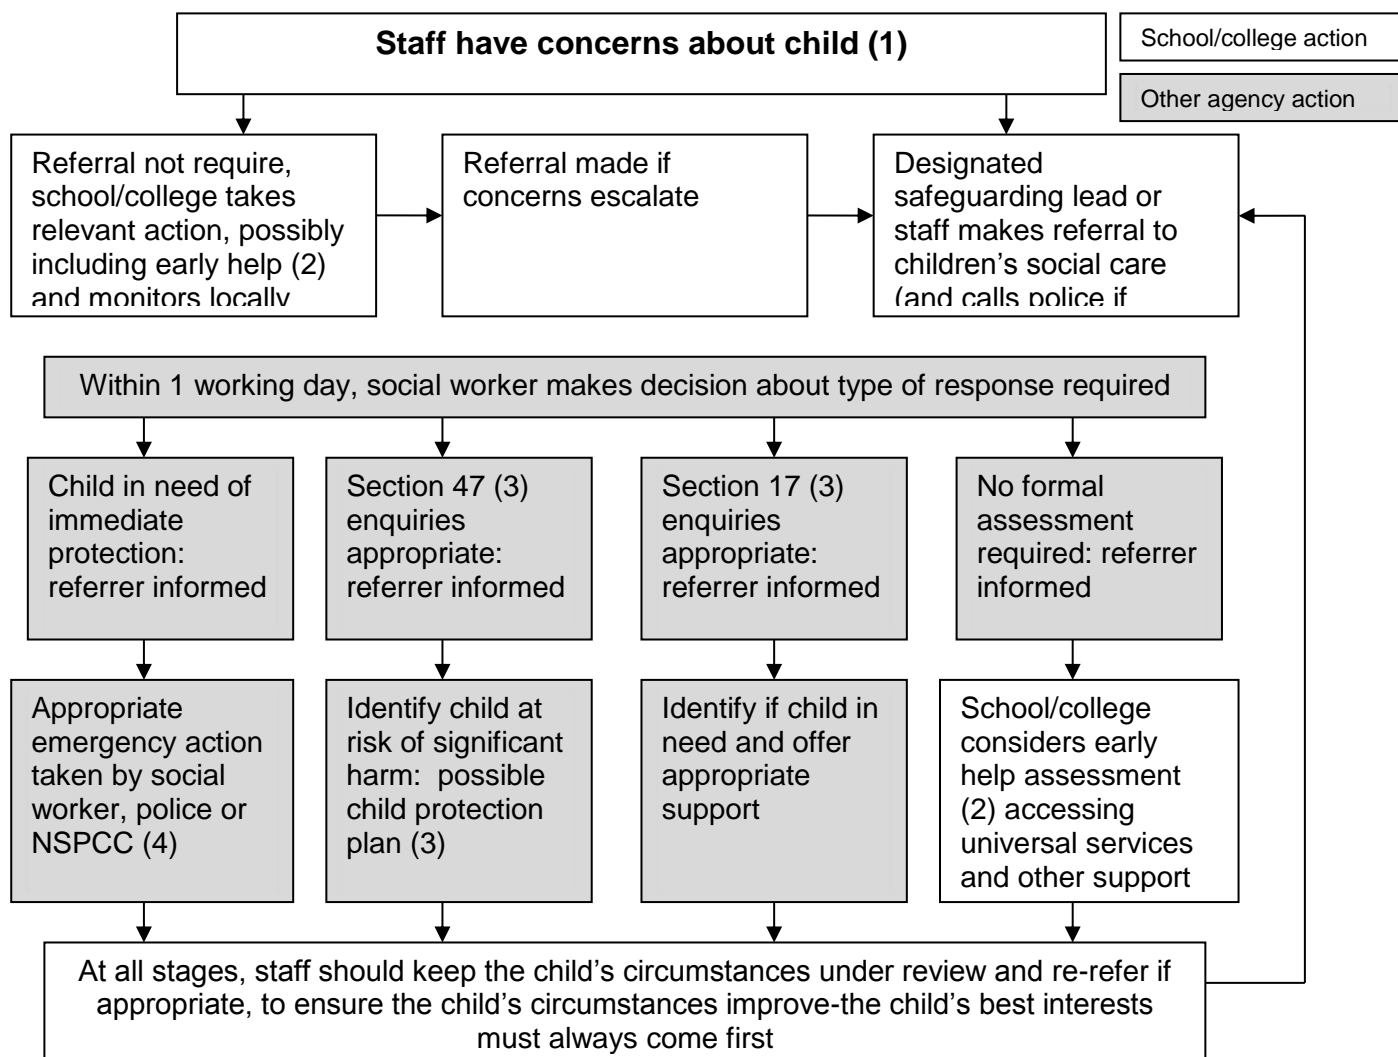 Staff have concerns about child (1)
School/college action
Other agency action
Referral not require,
school/college takes
relevant action, possibly
including early help (2)
and monitors locally
Referral made if
concerns escalate
Designated
safeguarding lead or
staff makes referral to
children’s social care
(and calls police if
Within 1 working day, social worker makes decision about type of response required
Child in need of
immediate
protection:
referrer informed
Section 47 (3)
enquiries
appropriate:
referrer informed
Section 17 (3)
enquiries
appropriate:
referrer informed
No formal
assessment
required: referrer
informed
Appropriate
emergency action
taken by social
worker, police or
NSPCC (4)
Identify child at
risk of significant
harm:  possible
child protection
plan (3)
Identify if child in
need and offer
appropriate
support
School/college
considers early
help assessment
(2) accessing
universal services
and other support
At all stages, staff should keep the child’s circumstances under review and re-refer if
appropriate, to ensure the child’s circumstances improve-the child’s best interests
must always come first